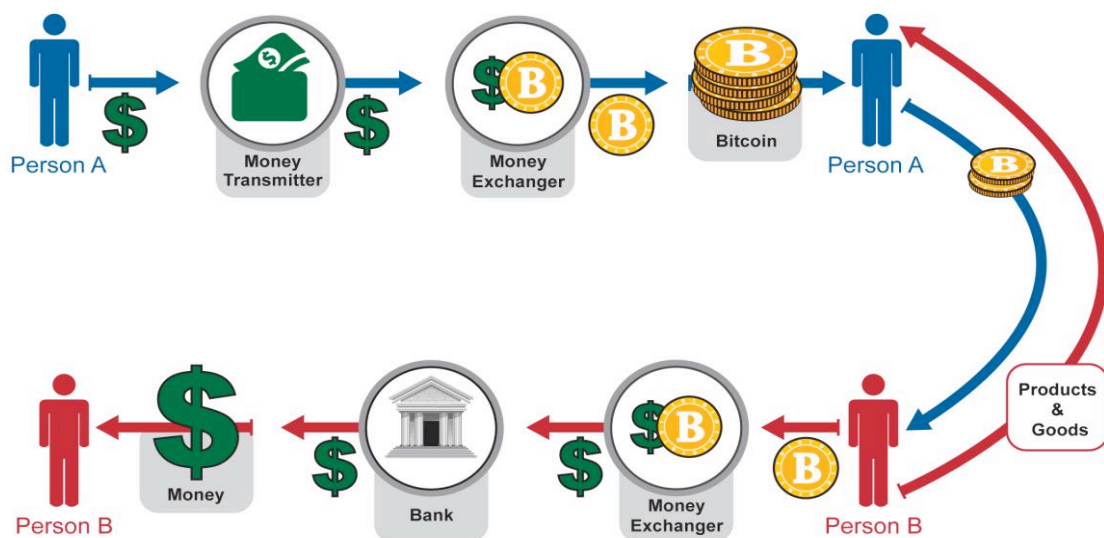 Person A
Money
Transmitter
Money
Exchanger
Bitcoin
Person A
Products
&
Goods
Person B
Money
Bank
Money
Exchanger
Person B